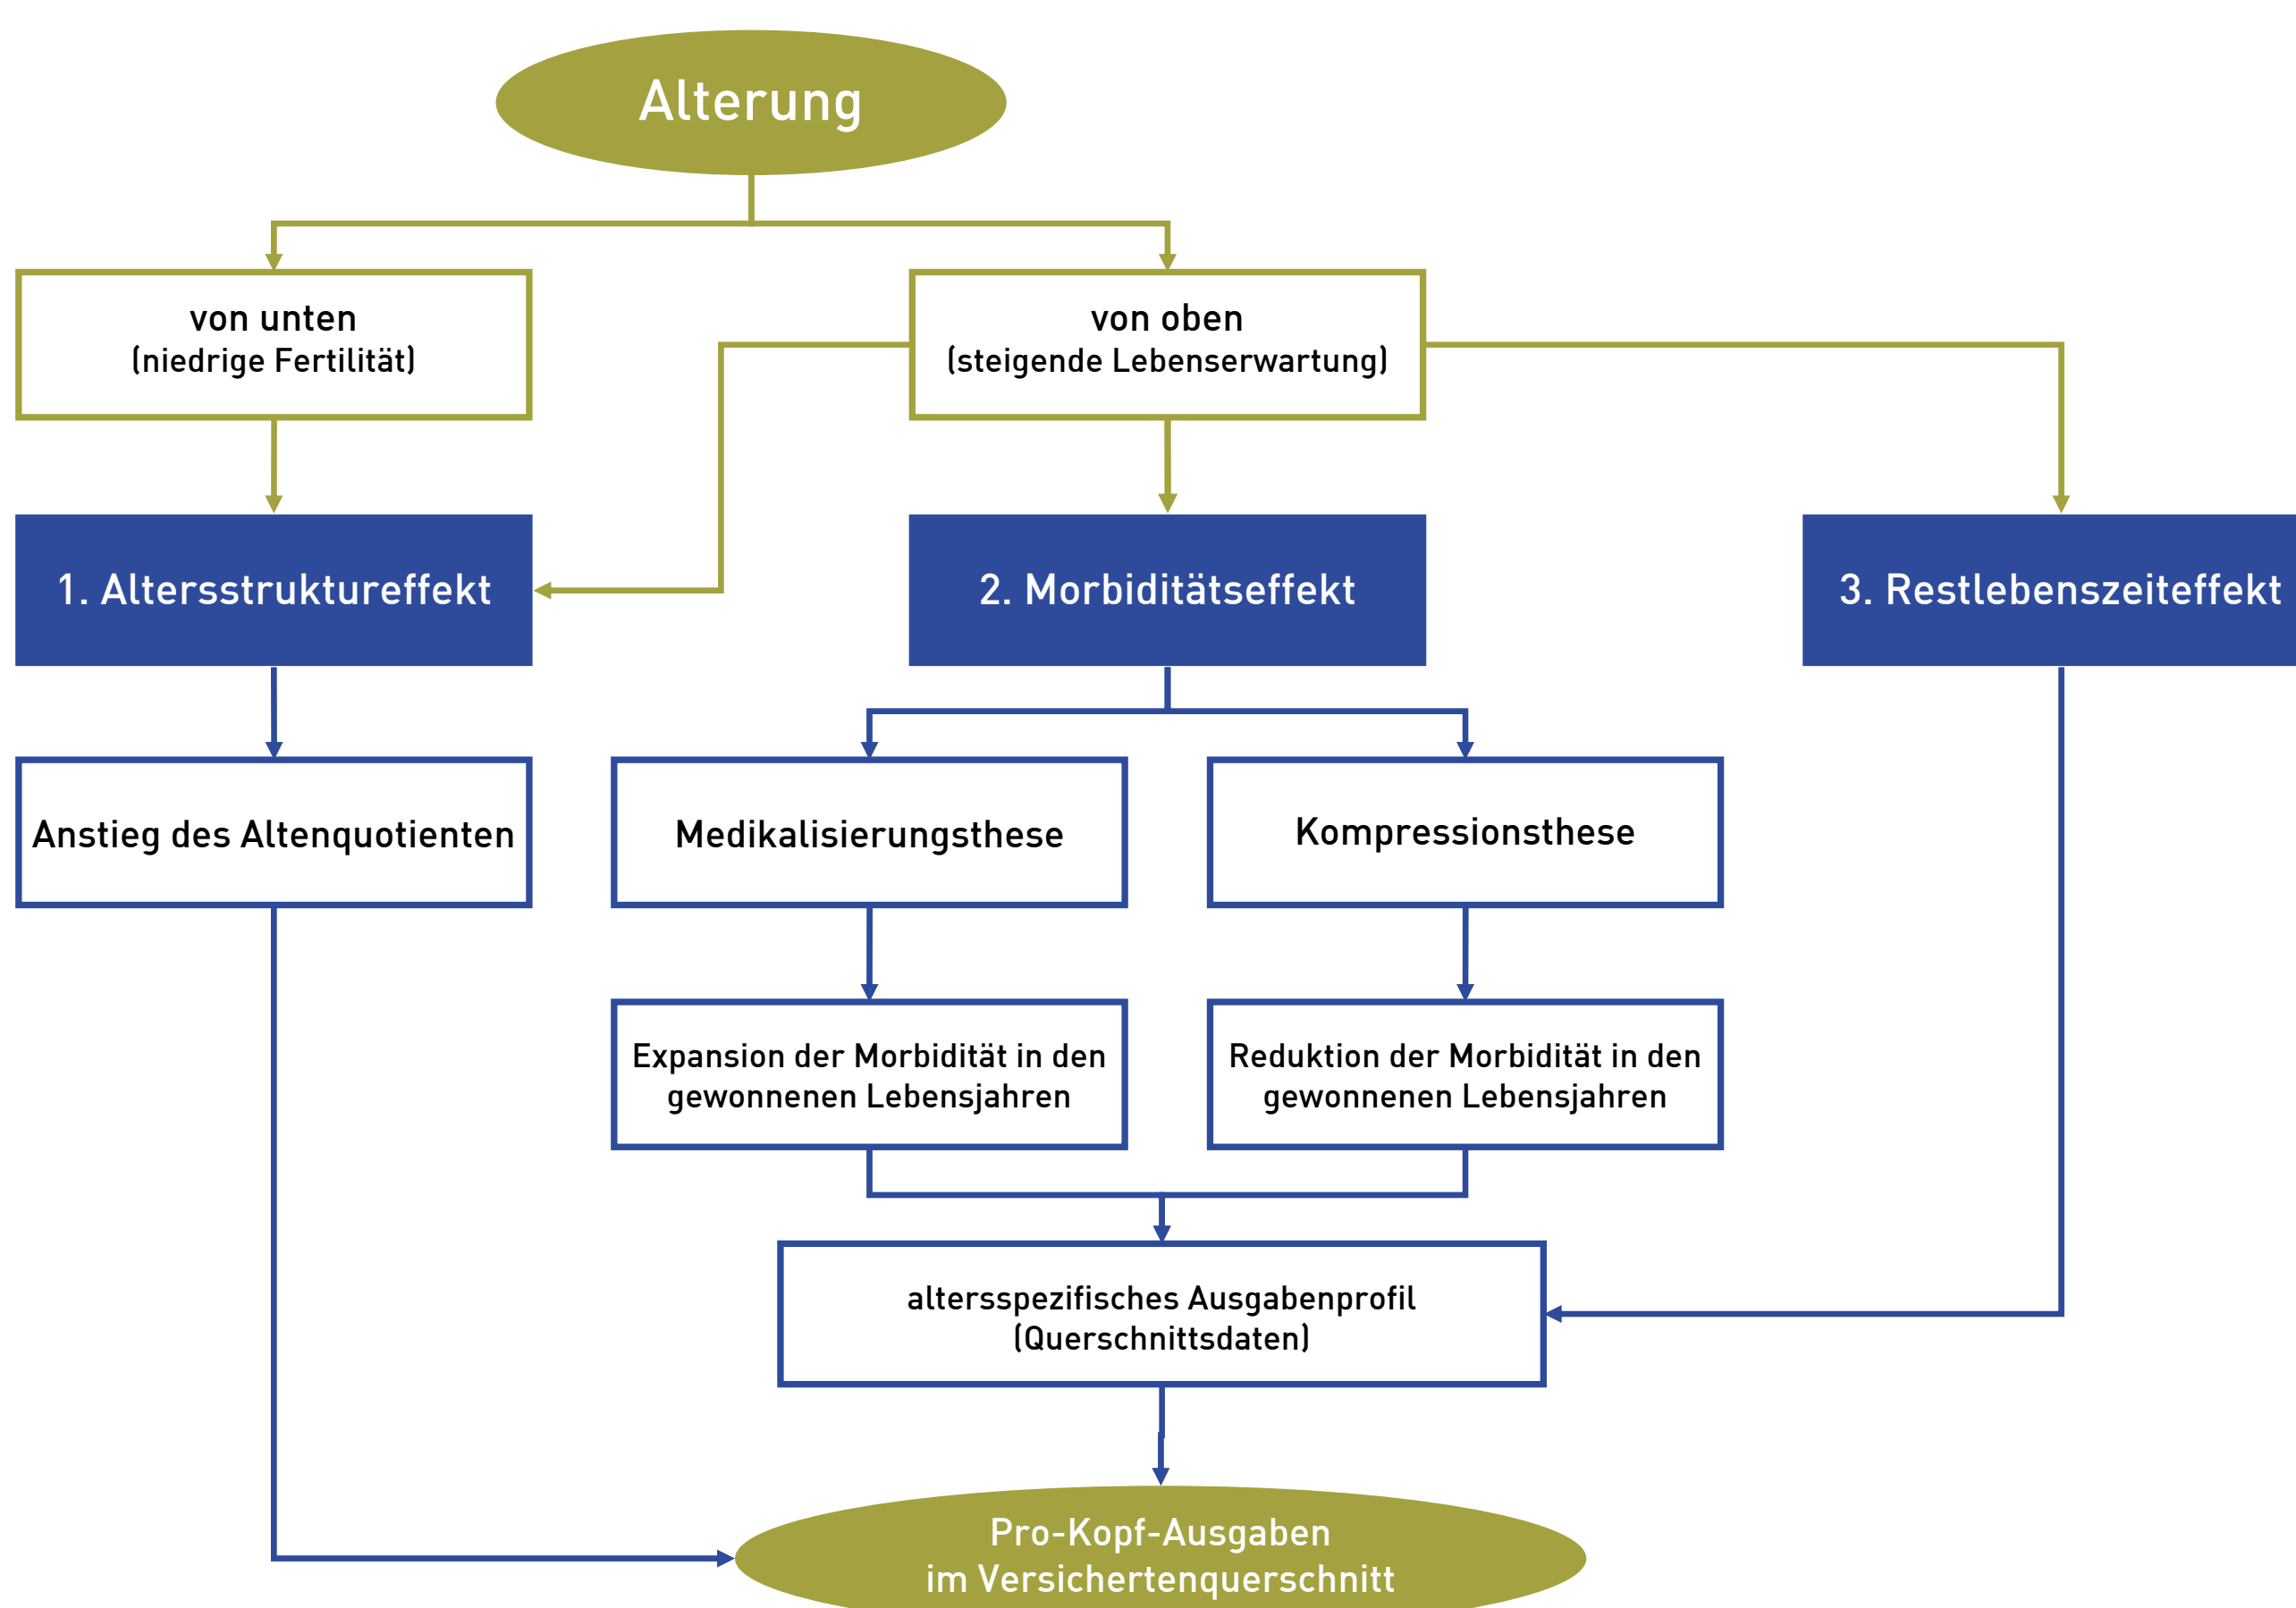 Alterung
von unten
(niedrige Fertilität)
von oben
(steigende Lebenserwartung)
1. Altersstruktureffekt
2. Morbiditätseffekt
3. Restlebenszeiteffekt
Anstieg des Altenquotienten
Medikalisierungsthese
Kompressionsthese
Expansion der Morbidität in den
gewonnenen Lebensjahren
Reduktion der Morbidität in den
gewonnenen Lebensjahren
altersspezifisches Ausgabenprofil
(Querschnittsdaten)
Pro-Kopf-Ausgaben
im Versichertenquerschnitt